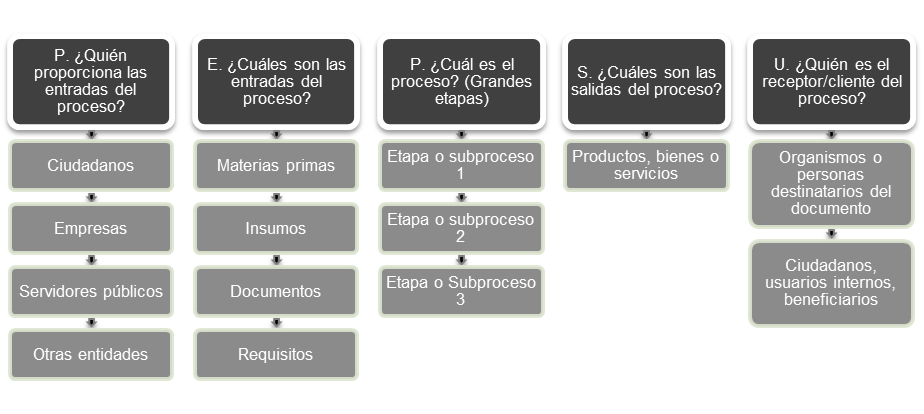 P. ¿Quién
proporciona las
entradas del
proceso?
Ciudadanos
Empresas
Servidores públicos
Otras entidades
E. ¿Cuáles son las
entradas del
proceso?
Materias primas
Insumos
Documentos
Requisitos
P. ¿Cuál es el
proceso? (Grandes
etapas)
Etapa o subproceso
1
Etapa o subproceso
2
Etapa o Subproceso
3
S. ¿Cuáles son las
salidas del proceso?
Productos, bienes o
servicios
U. ¿Quién es el
receptor/cliente del
proceso?
Organismos o
personas
destinatarios del
documento
Ciudadanos,
usuarios internos,
beneficiarios